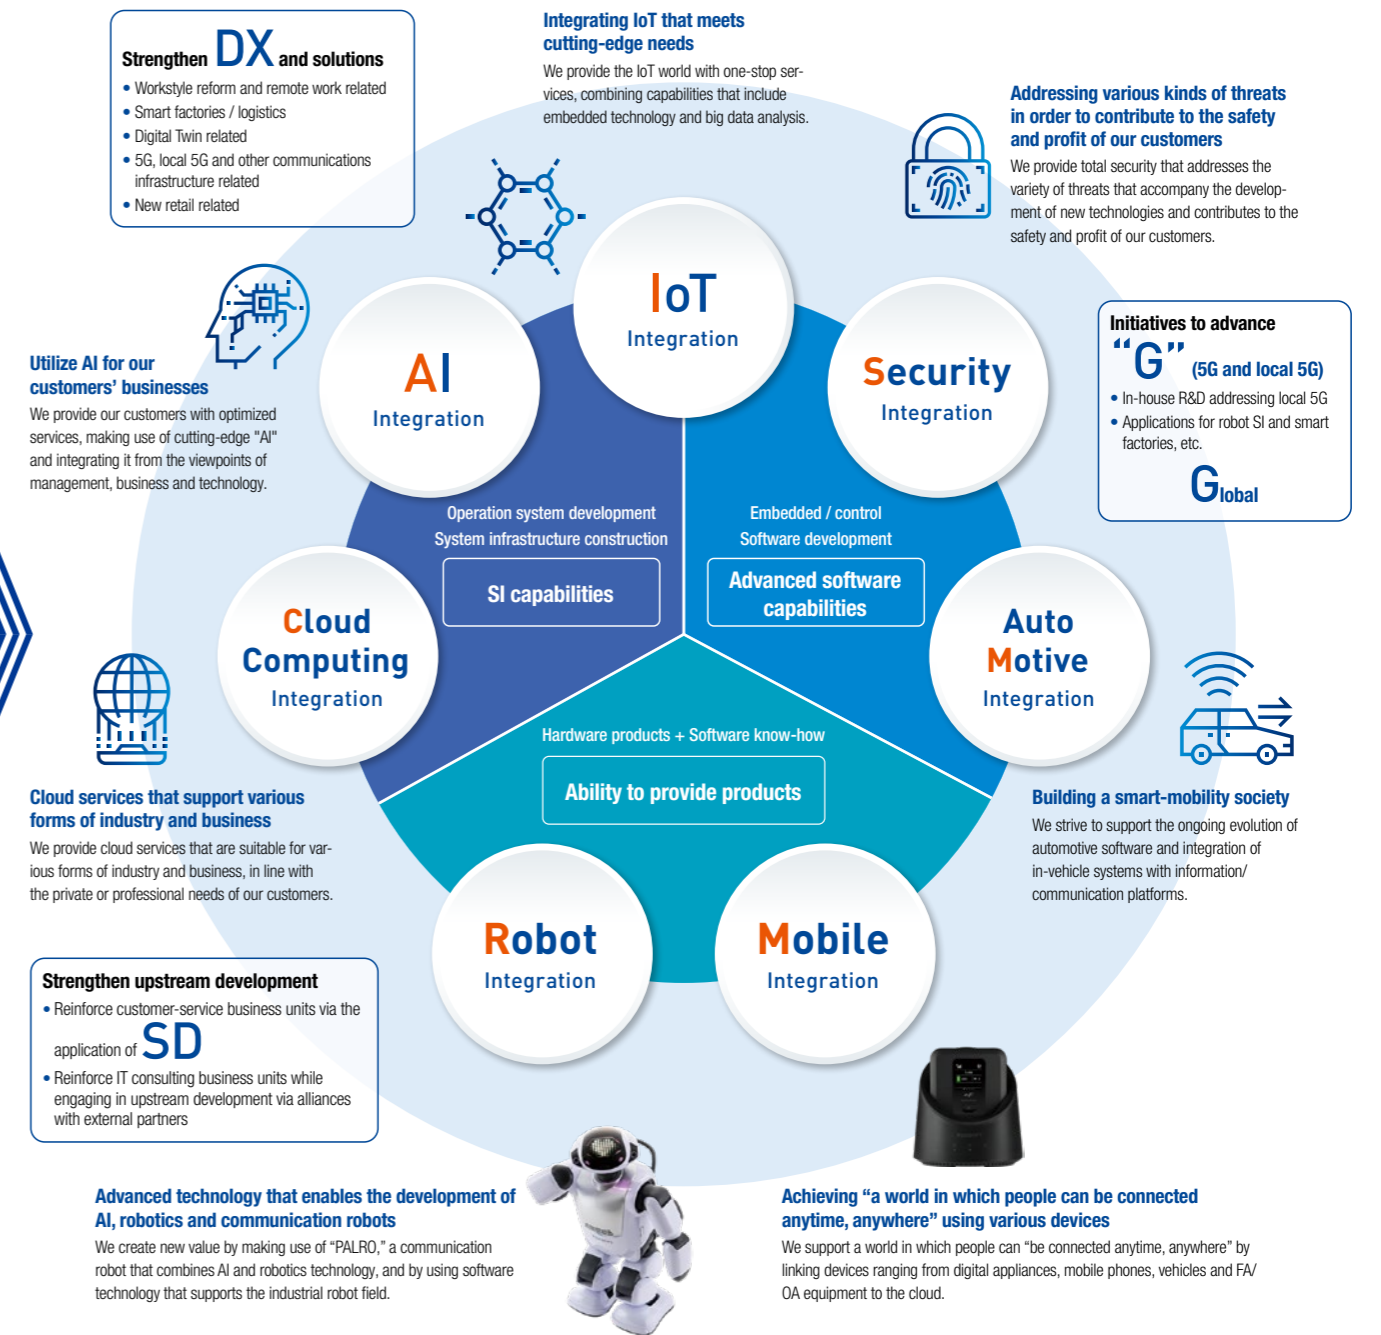 Strengthen DX and solutions
• Workstyle reform and remote work related
• Smart factories / logistics
• Digital Twin related
• 5G, local 5G and other communications
infrastructure related
• New retail related
Integrating IoT that meets
cutting-edge needs
We provide the IoT world with one-stop ser-
vices, combining capabilities that include
embedded technology and big data analysis.
Addressing various kinds of threats
in order to contribute to the safety
and profit of our customers
We provide total security that addresses the
variety of threats that accompany the develop-
ment of new technologies and contributes to the
safety and profit of our customers.
Initiatives to advance
“G” (5G and local 5G)
• In-house R&D addressing local 5G
• Applications for robot SI and smart
factories, etc.
Global
Utilize AI for our
customers’ businesses
We provide our customers with optimized
services, making use of cutting-edge "AI"
and integrating it from the viewpoints of
management, business and technology.
IoT
Integration
AI
Integration
Security
Integration
Operation system development
System infrastructure construction
SI capabilities
Embedded / control
Software development
Advanced software
capabilities
Cloud
Computing
Integration
Auto
Motive
Integration
Hardware products + Software know-how
Ability to provide products
Robot
Integration
Mobile
Integration
Cloud services that support various
forms of industry and business
We provide cloud services that are suitable for var-
ious forms of industry and business, in line with
the private or professional needs of our customers.
Building a smart-mobility society
We strive to support the ongoing evolution of
automotive software and integration of
in-vehicle systems with information/
communication platforms.
Strengthen upstream development
• Reinforce customer-service business units via the
application of SD
• Reinforce IT consulting business units while
engaging in upstream development via alliances
with external partners
Advanced technology that enables the development of
AI, robotics and communication robots
We create new value by making use of “PALRO,” a communication
robot that combines AI and robotics technology, and by using software
technology that supports the industrial robot field.
Achieving “a world in which people can be connected
anytime, anywhere” using various devices
We support a world in which people can “be connected anytime, anywhere” by
linking devices ranging from digital appliances, mobile phones, vehicles and FA/
OA equipment to the cloud.